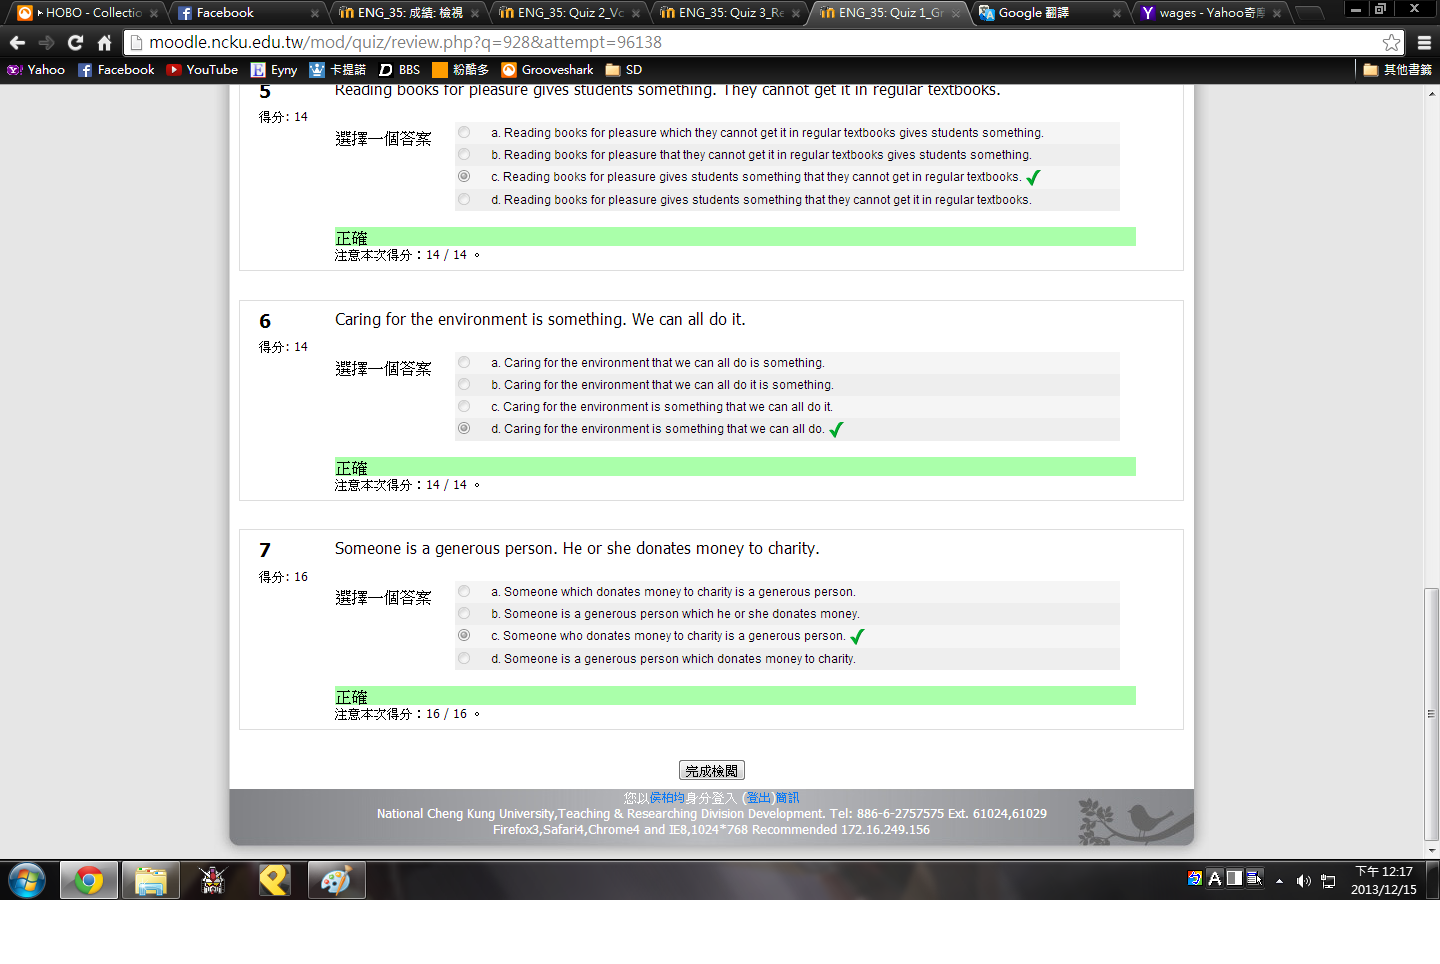 HOBO - Collectio
Facebook
ENG_35: 成績: 檢視
ENG_35: Quiz 2_Vc
ENG_35: Quiz 3_Re
ENG_35: Quiz 1_Gr
Google 翻譯
wages - Yahoo奇庫
moodle.ncku.edu.tw/mod/quiz/review.php?q=928&attempt=96138
Yahoo
Facebook
YouTube
Eyny
卡提諾
BBS
粉酷多
Grooveshark
SD
其他書籤
5
Reading books for pleasure gives students something. They cannot get it in regular textbooks.
得分: 14
選擇一個答案
a. Reading books for pleasure which they cannot get it in regular textbooks gives students something.
b. Reading books for pleasure that they cannot get it in regular textbooks gives students something.
c. Reading books for pleasure gives students something that they cannot get in regular textbooks.
d. Reading books for pleasure gives students something that they cannot get it in regular textbooks.
正確
注意本次得分：14 / 14 。
6
Caring for the environment is something. We can all do it.
得分: 14
選擇一個答案
a. Caring for the environment that we can all do is something.
b. Caring for the environment that we can all do it is something.
c. Caring for the environment is something that we can all do it.
d. Caring for the environment is something that we can all do.
正確
注意本次得分：14 / 14 。
7
Someone is a generous person. He or she donates money to charity.
得分: 16
選擇一個答案
a. Someone which donates money to charity is a generous person.
b. Someone is a generous person which he or she donates money.
c. Someone who donates money to charity is a generous person.
d. Someone is a generous person which donates money to charity.
正確
注意本次得分：16 / 16 。
完成檢閱
您以侯柏均身分登入 (登出)簡訊
National Cheng Kung University,Teaching & Researching Division Development. Tel: 886-6-2757575 Ext. 61024,61029
Firefox3,Safari4,Chrome4 and IE8,1024*768 Recommended 172.16.249.156
下午 12:17
2013/12/15